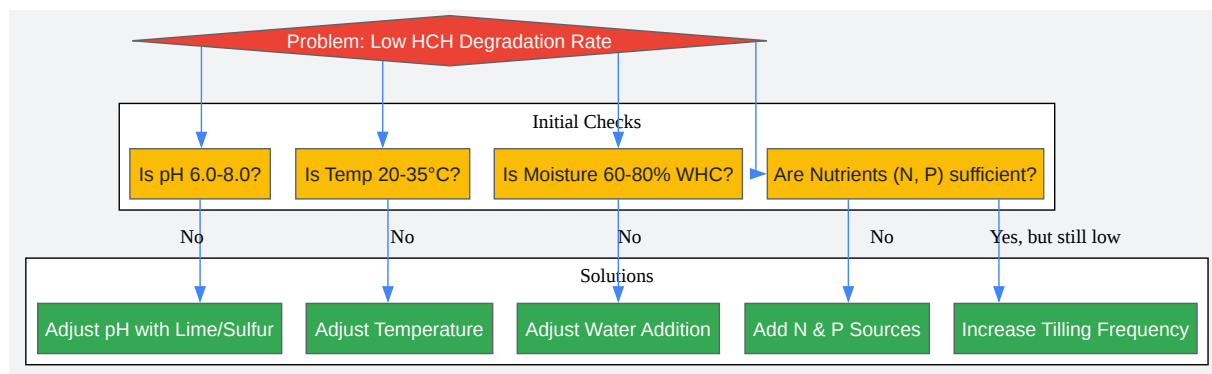 Problem: Low HCH Degradation Rate
Initial Checks
Is pH 6.0-8.0?
Is Temp 20-35°C?
Is Moisture 60-80% WHC?
Are Nutrients (N, P) sufficient?
No
No
No
No
Yes, but still low
Solutions
Adjust pH with Lime/Sulfur
Adjust Temperature
Adjust Water Addition
Add N & P Sources
Increase Tilling Frequency